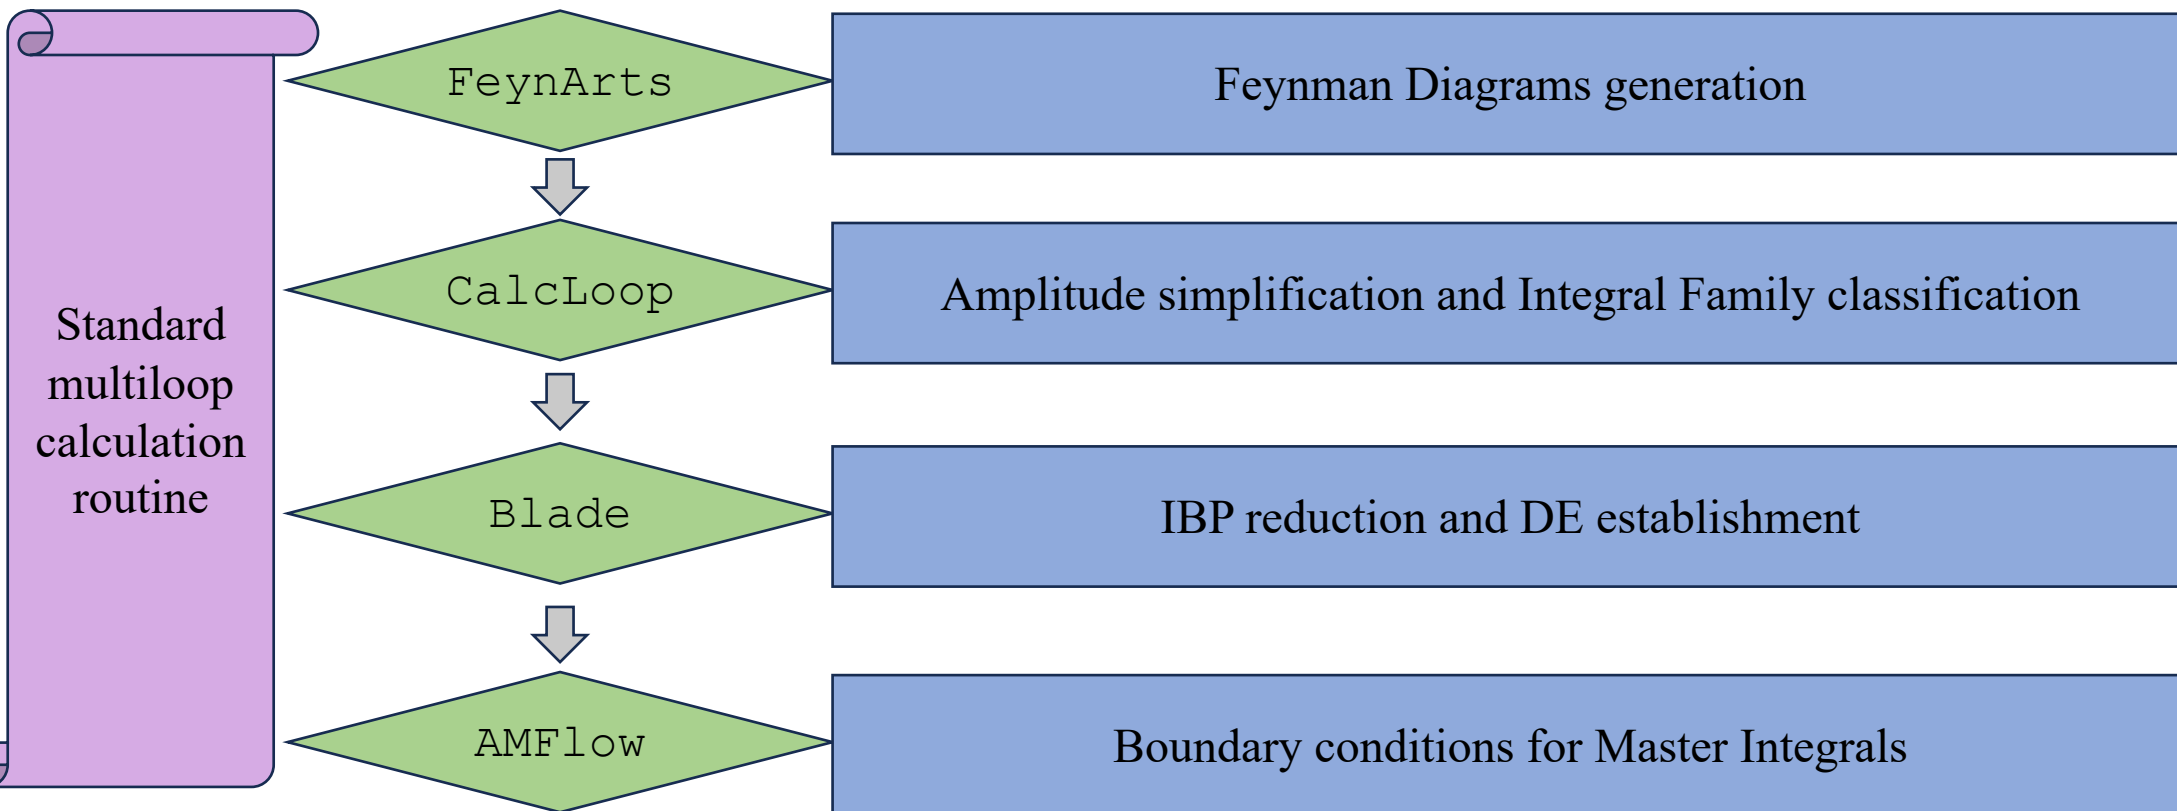 Standard
multiloop
calculation
routine
FeynArts
Feynman Diagrams generation
CalcLoop
Amplitude simplification and Integral Family classification
Blade
IBP reduction and DE establishment
AMFlow
Boundary conditions for Master Integrals